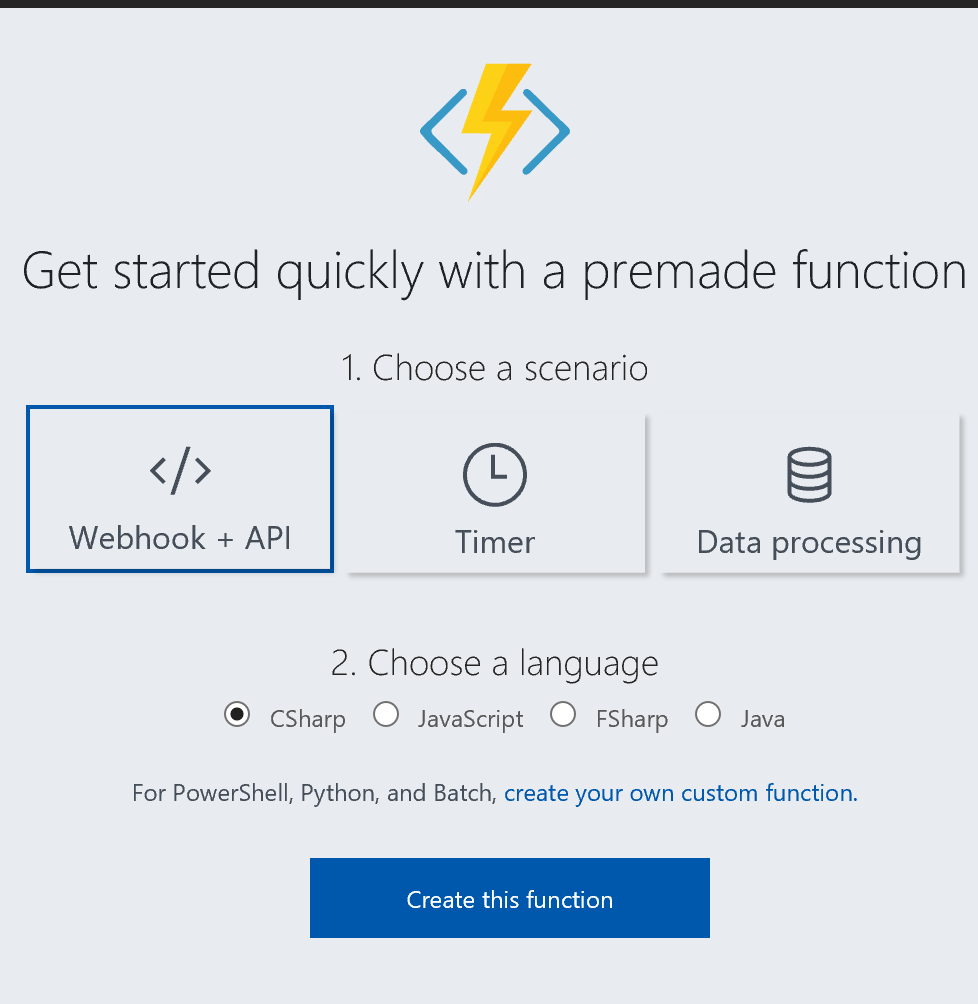 Get started quickly with a premade function
1. Choose a scenario
Webhook + API
Timer
Data processing
2. Choose a language
CSharp JavaScript FSharp Java
For PowerShell, Python, and Batch, create your own custom function.
Create this function